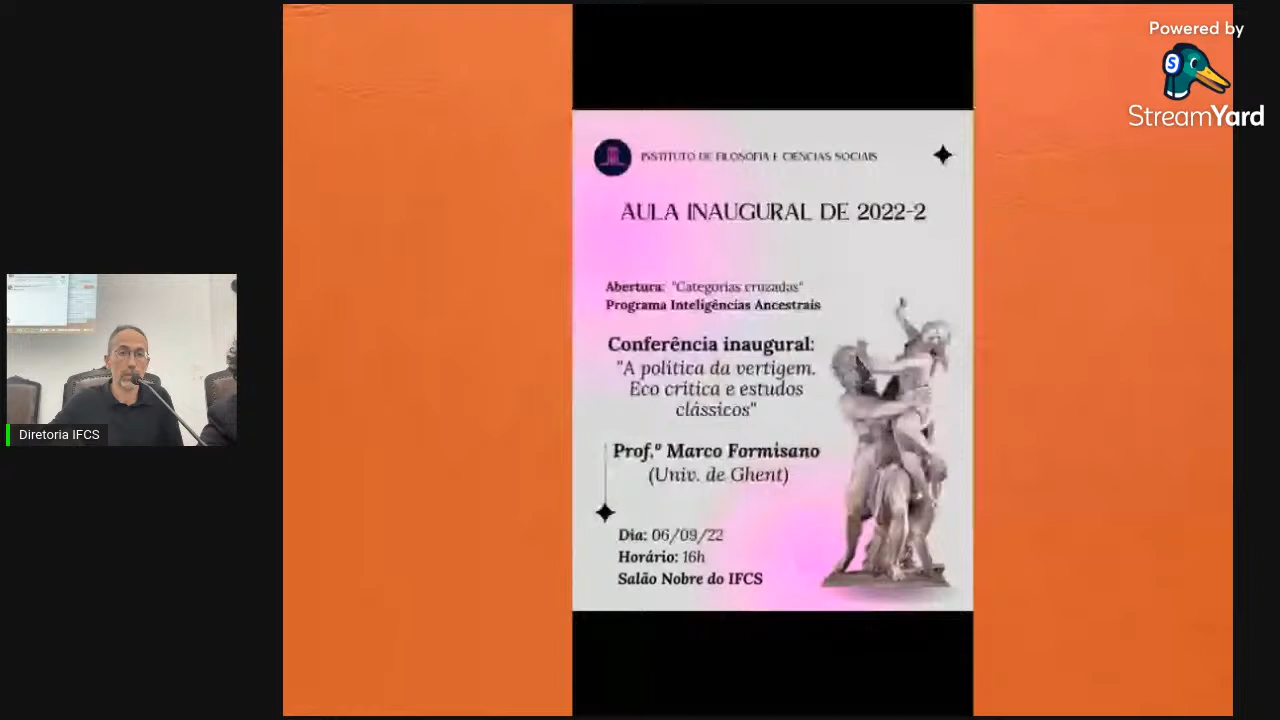 Powered by
StreamYard
INSTITUTO DE FILOSOFIA E CIÊNCIAS SOCIAIS
AULA INAUGURAL DE 2022-2
Abertura: "Categorias cruzadas"
Programa Inteligências Ancestrais
Conferência inaugural:
"A política da vertigem.
Eco crítica e estudos
clássicos"
Prof.º Marco Formisano
(Univ. de Ghent)
Dia: 06/09/22
Horário: 16h
Salão Nobre do IFCS
Diretoria IFCS